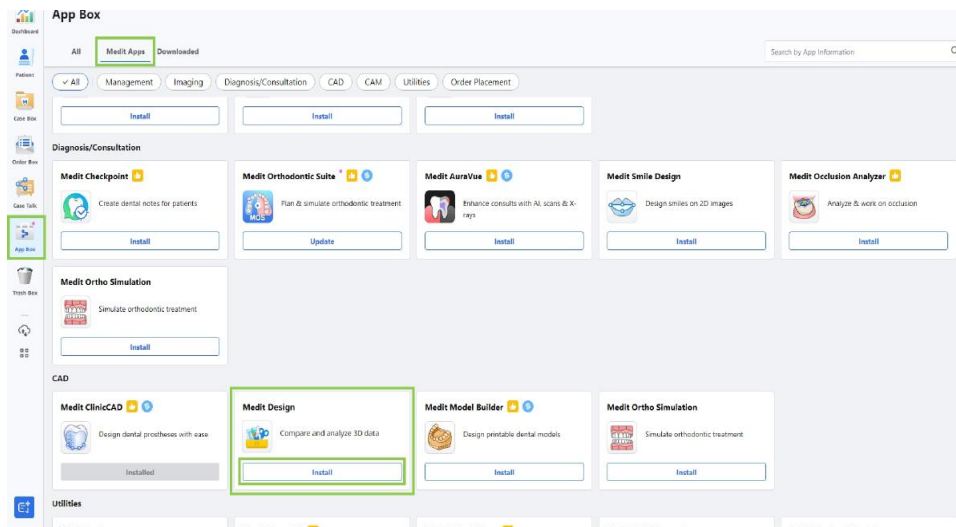 App Box
Dashboard
Patient
Case Box
Order Box
Case Talk
App Box
Trash Box
All
Medit Apps
Downloaded
Search by App Information
All
Management
Imaging
Diagnosis/Consultation
CAD
CAM
Utilities
Order Placement
Install
Install
Install
Diagnosis/Consultation
Medit Checkpoint
Create dental notes for patients
Install
Medit Orthodontic Suite
MOS
Plan & simulate orthodontic treatment
Update
Medit AuraVue
Enhance consults with AI, scans & X-
rays
Install
Medit Smile Design
Design smiles on 2D images
Install
Medit Occlusion Analyzer
Analyze & work on occlusion
Install
Medit Ortho Simulation
Simulate orthodontic treatment
Install
CAD
Medit ClinicCAD
Design dental prostheses with ease
Installed
Medit Design
Compare and analyze 3D data
Install
Medit Model Builder
Design printable dental models
Install
Medit Ortho Simulation
Simulate orthodontic treatment
Install
Utilities